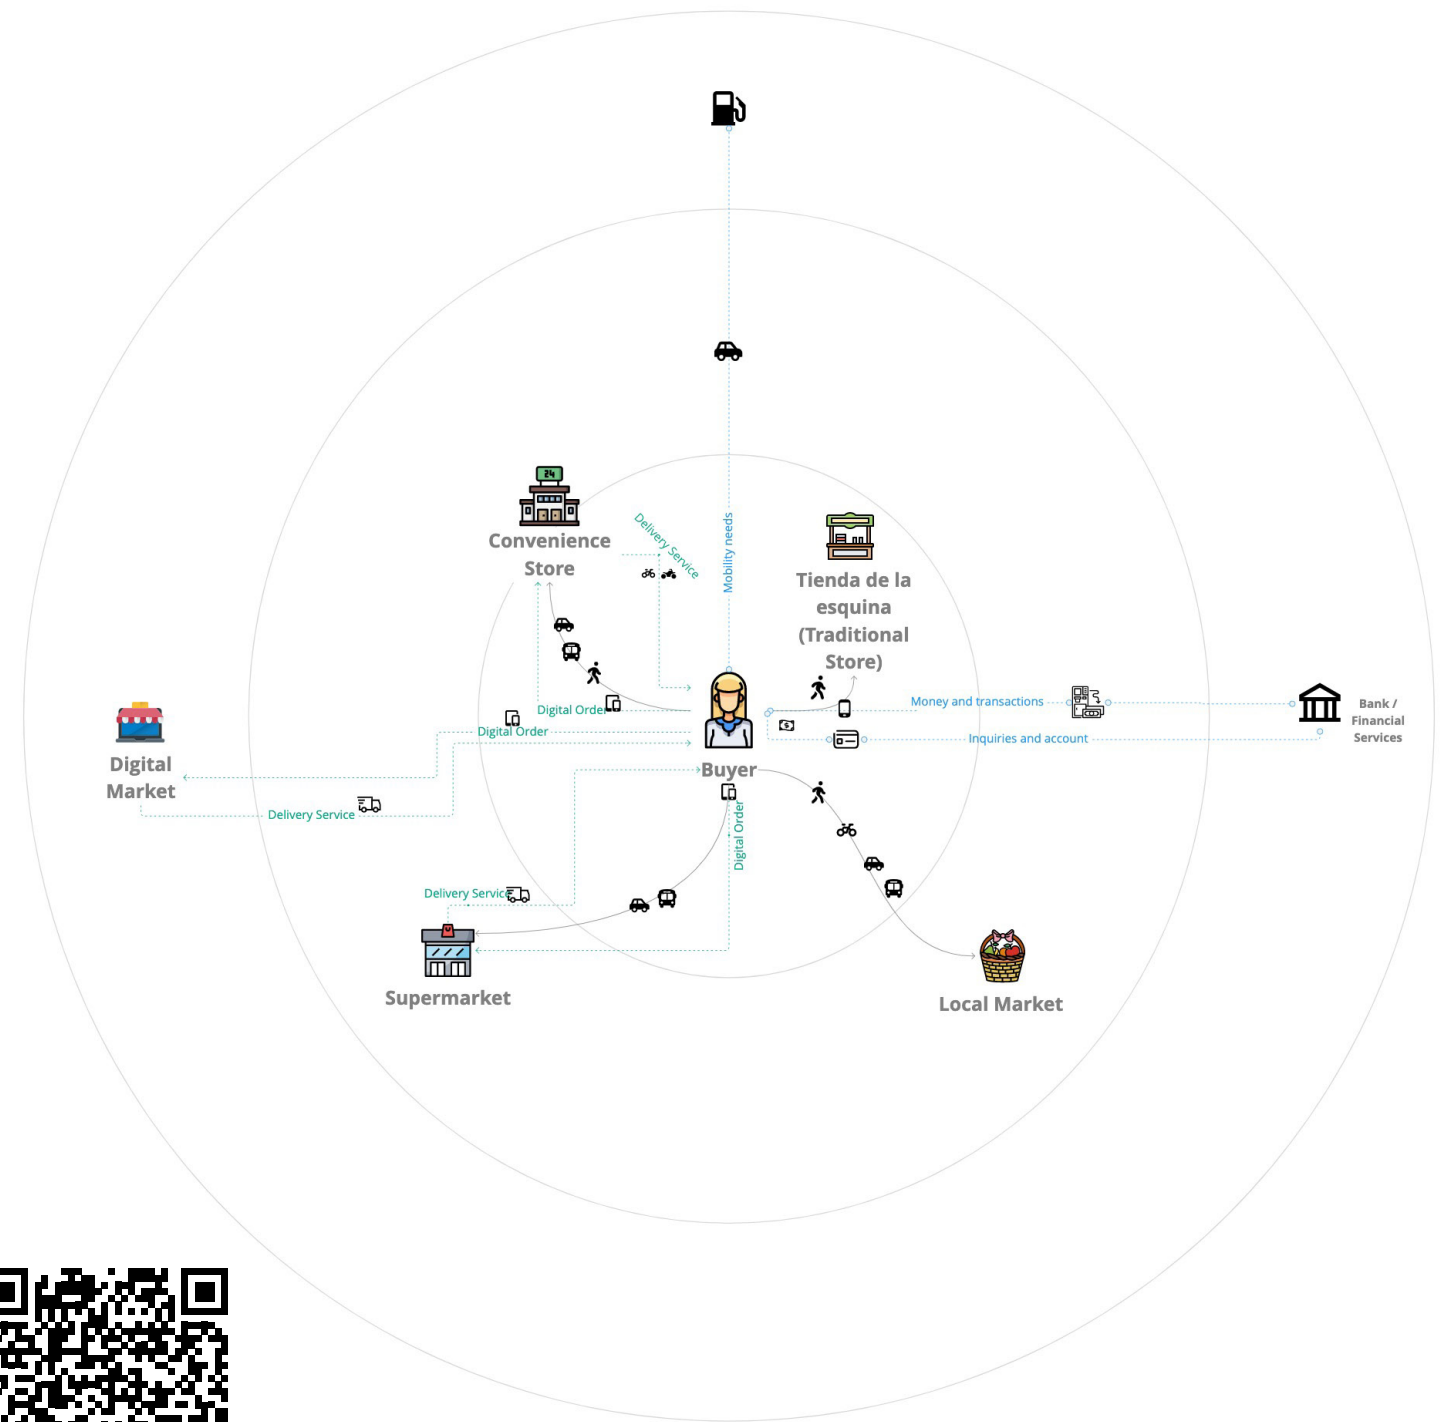 24
Convenience
Store
Delivery Service
Mobility needs
Tienda de la
esquina
(Traditional
Store)
Digital Order
Digital Order
Money and transactions
Inquiries and account
Bank /
Financial
Services
Digital
Market
Delivery Service
Buyer
Digital Order
Delivery Service
Supermarket
Local Market